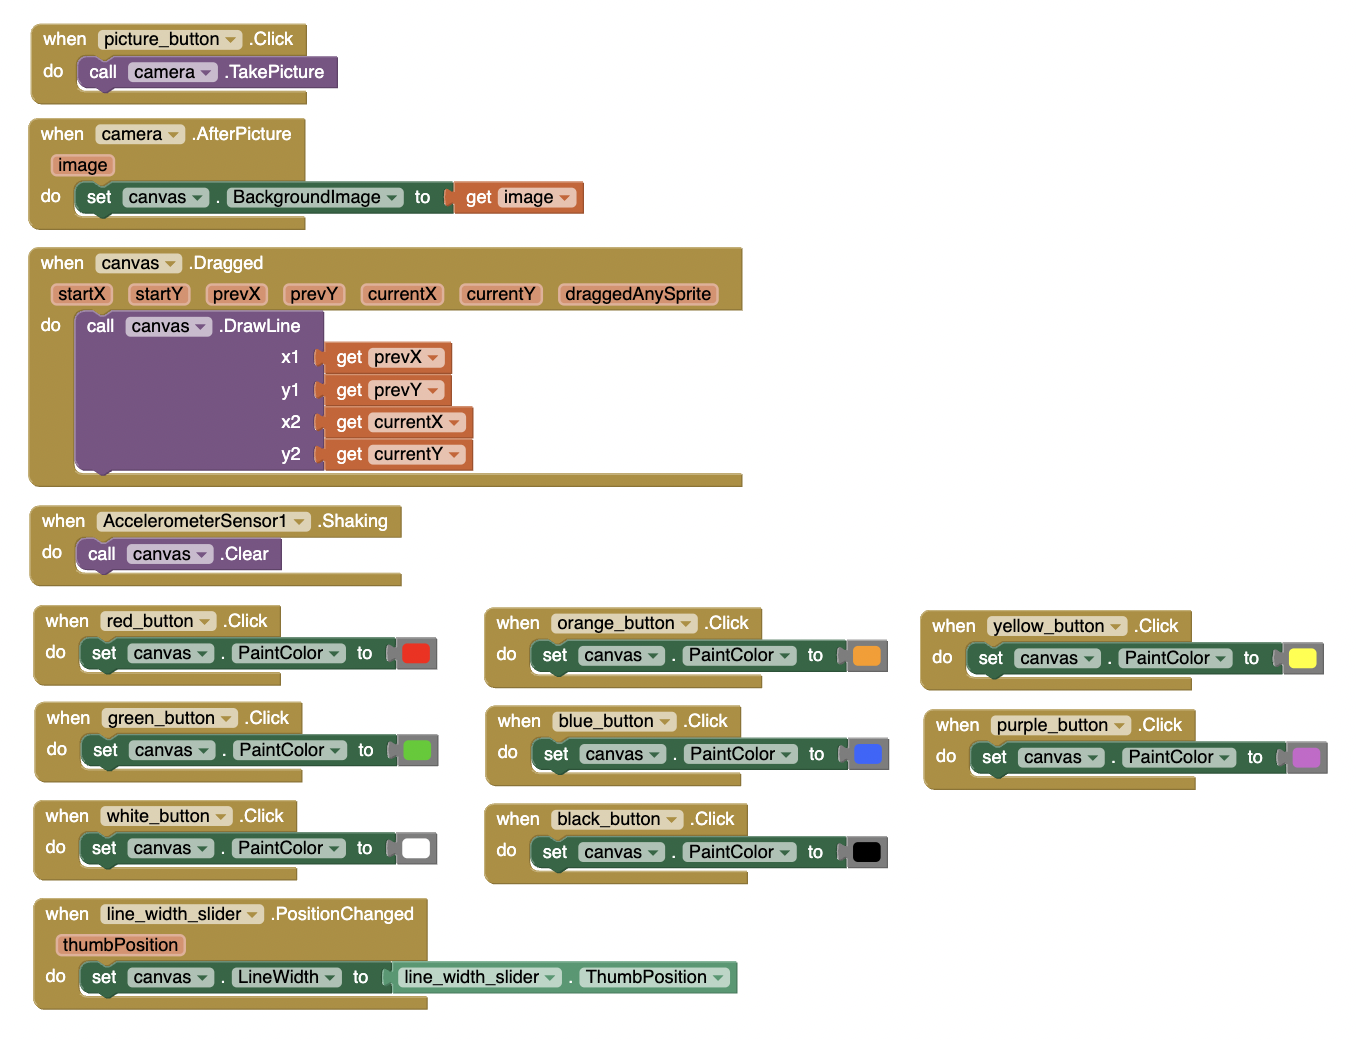 when picture_button .Click
do call camera .TakePicture
when camera .AfterPicture
image
do set canvas . BackgroundImage to get image
when canvas .Dragged
startX startY prevX prevY currentX currentY draggedAnySprite
do call canvas .DrawLine
x1 get prevX
y1 get prevY
x2 get currentX
y2 get currentY
when AccelerometerSensor1 .Shaking
do call canvas .Clear
when red_button .Click
do set canvas . PaintColor to
when orange_button .Click
do set canvas . PaintColor to
when yellow_button .Click
do set canvas . PaintColor to
when green_button .Click
do set canvas . PaintColor to
when blue_button .Click
do set canvas . PaintColor to
when purple_button .Click
do set canvas . PaintColor to
when white_button .Click
do set canvas . PaintColor to
when black_button .Click
do set canvas . PaintColor to
when line_width_slider .PositionChanged
thumbPosition
do set canvas . LineWidth to line_width_slider . ThumbPosition